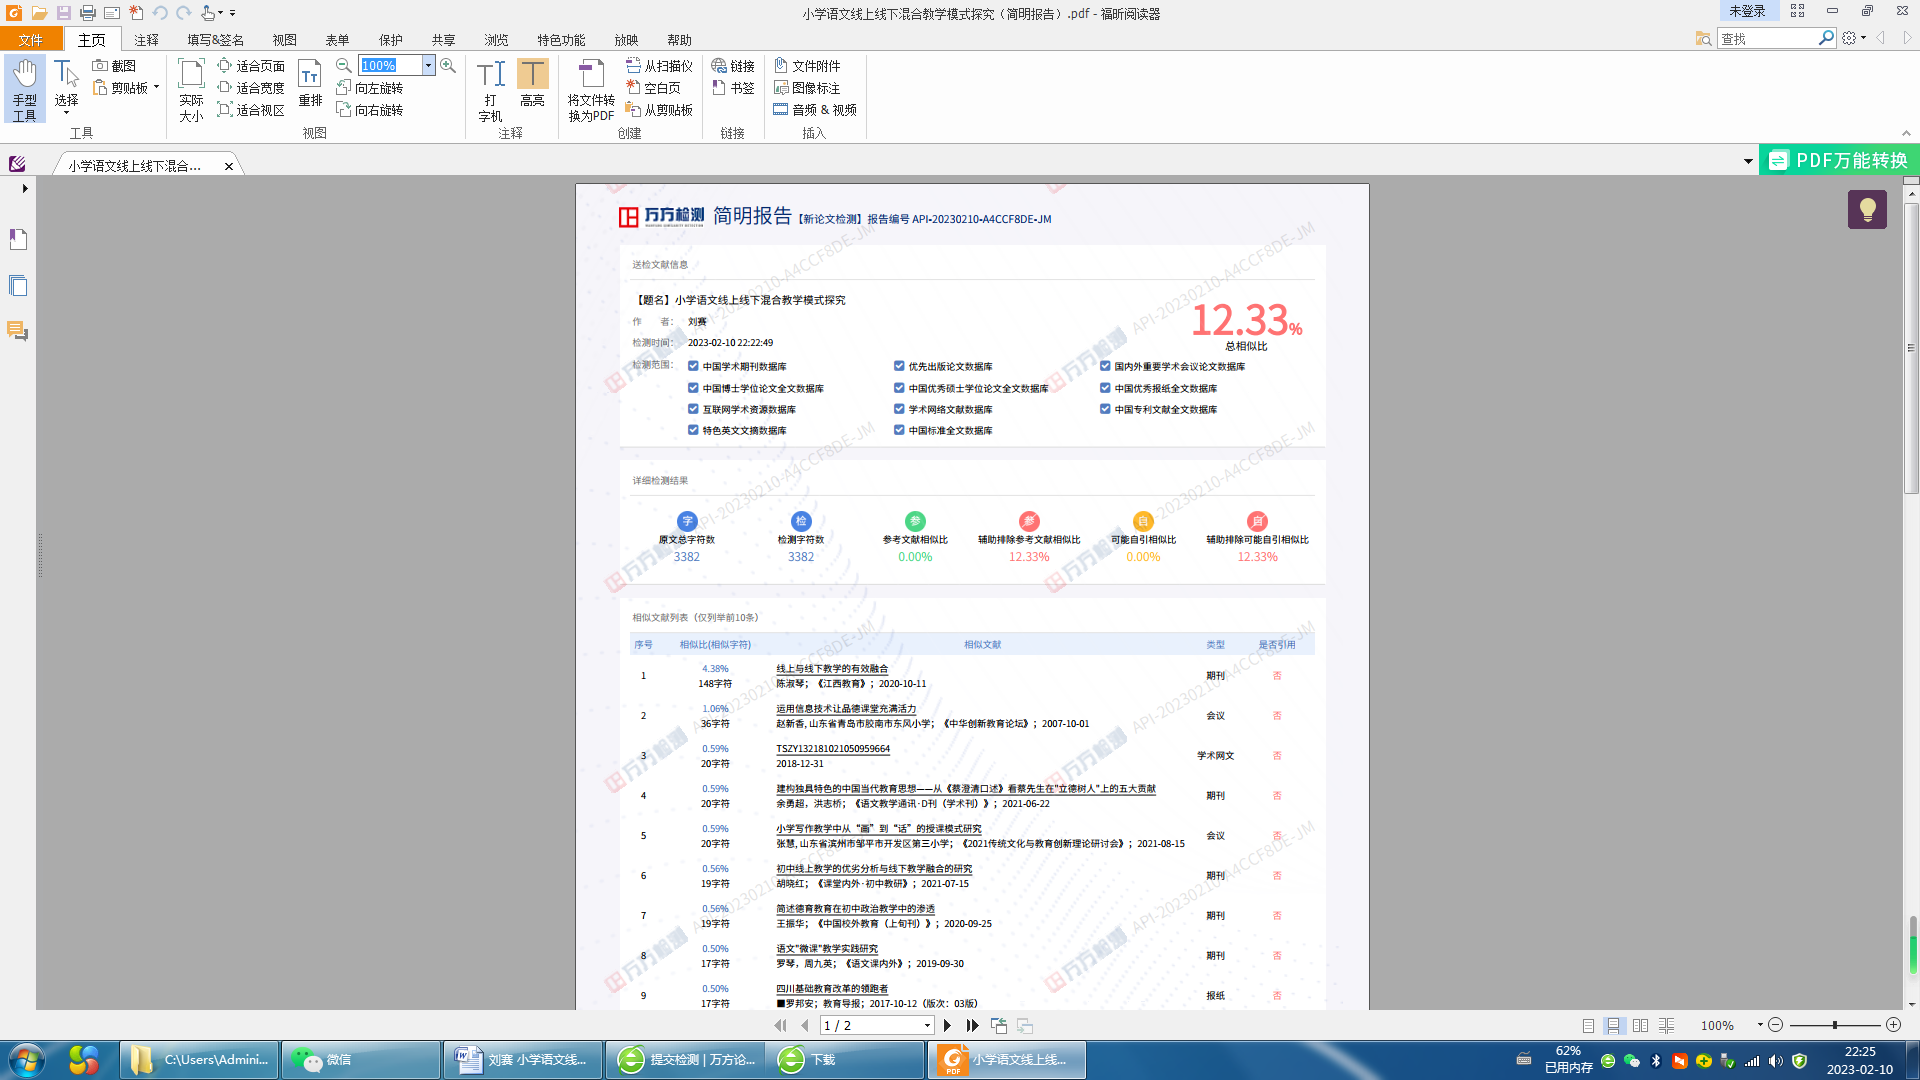 小学语文线上线下混合教学模式探究（简明报告）.pdf - 福昕阅读器
未登录
文件 主页 注释 填写&签名 视图 表单 保护 共享 浏览 特色功能 放映 帮助
查找
手型工具
选择
截图
剪贴板
工具
实际大小
适合页面
适合宽度
适合视区
重排
100%
向左旋转
向右旋转
视图
打字机
高亮
注释
将文件转换为PDF
从扫描仪
空白页
从剪贴板
创建
链接
书签
链接
文件附件
图像标注
音频 & 视频
插入
小学语文线上线下混合...
PDF万能转换
万方检测 简明报告【新论文检测】报告编号 API-20230210-A4CCF8DE-JM
送检文献信息
【题名】小学语文线上线下混合教学模式探究
作 者： 刘赛
检测时间： 2023-02-10 22:22:49
12.33%
总相似比
检测范围： 中国学术期刊数据库 优先出版论文数据库 国内外重要学术会议论文数据库
中国博士学位论文全文数据库 中国优秀硕士学位论文全文数据库 中国优秀报纸全文数据库
互联网学术资源数据库 学术网络文献数据库 中国专利文献全文数据库
特色英文文摘数据库 中国标准全文数据库
详细检测结果
字 检 参 参 自 自
原文总字符数 检测字符数 参考文献相似比 辅助排除参考文献相似比 可能自引相似比 辅助排除可能自引相似比
3382 3382 0.00% 12.33% 0.00% 12.33%
相似文献列表（仅列举前10条）
序号 相似比(相似字符) 相似文献 类型 是否引用
1 4.38% 148字符 线上与线下教学的有效融合 期刊 否
陈淑琴；《江西教育》；2020-10-11
2 1.06% 36字符 运用信息技术让品德课堂充满活力 会议 否
赵新香, 山东省青岛市胶南市东风小学；《中华创新教育论坛》；2007-10-01
3 0.59% 20字符 TSZY132181021050959664 学术网文 否
2018-12-31
4 0.59% 20字符 建构独具特色的中国当代教育思想——从《蔡澄清口述》看蔡先生在"立德树人"上的五大贡献 期刊 否
余勇超，洪志桥；《语文教学通讯·D刊（学术刊）》；2021-06-22
5 0.59% 20字符 小学写作教学中从“画”到“话”的授课模式研究 会议 否
张慧, 山东省滨州市邹平市开发区第三小学；《2021传统文化与教育创新理论研讨会》；2021-08-15
6 0.56% 19字符 初中线上教学的优劣分析与线下教学融合的研究 期刊 否
胡晓红；《课堂内外·初中教研》；2021-07-15
7 0.56% 19字符 简述德育教育在初中政治教学中的渗透 期刊 否
王振华；《中国校外教育（上旬刊）》；2020-09-25
8 0.50% 17字符 语文"微课"教学实践研究 期刊 否
罗琴，周九英；《语文课内外》；2019-09-30
9 0.50% 17字符 四川基础教育改革的领跑者 报纸 否
■罗邦安；教育导报；2017-10-12（版次：03版）
1 / 2
100%
C:\Users\Admini...
微信
刘赛 小学语文线...
提交检测 | 万方论...
下载
小学语文线上线...
62%
已用内存
22:25
2023-02-10